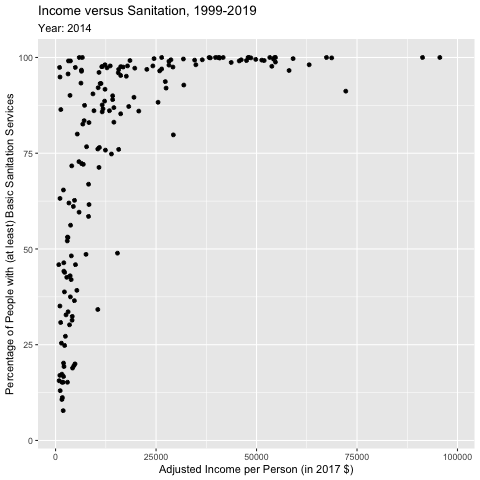 Income versus Sanitation, 1999-2019
Year: 2014
Percentage of People with (at least) Basic Sanitation Services
100
75
50
25
0
0 25000 50000 75000 100000
Adjusted Income per Person (in 2017 $)